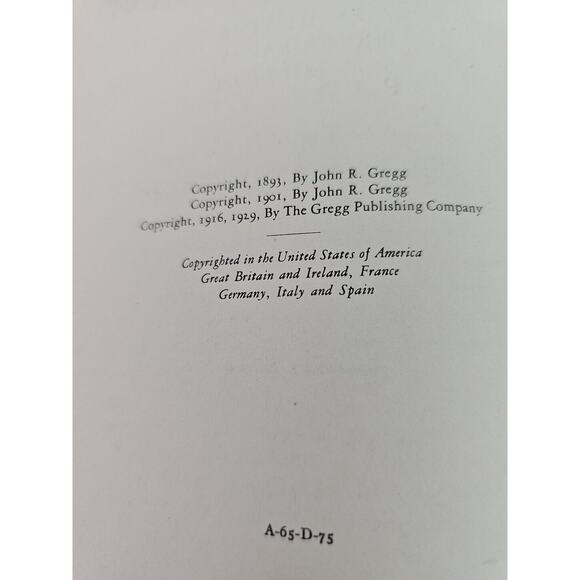 Copyright, 1893, By John R. Gregg
Copyright, 1901, By John R. Gregg
Copyright, 1916, 1929, By The Gregg Publishing Company
Copyrighted in the United States of America
Great Britain and Ireland, France
Germany, Italy and Spain
A-65-D-75